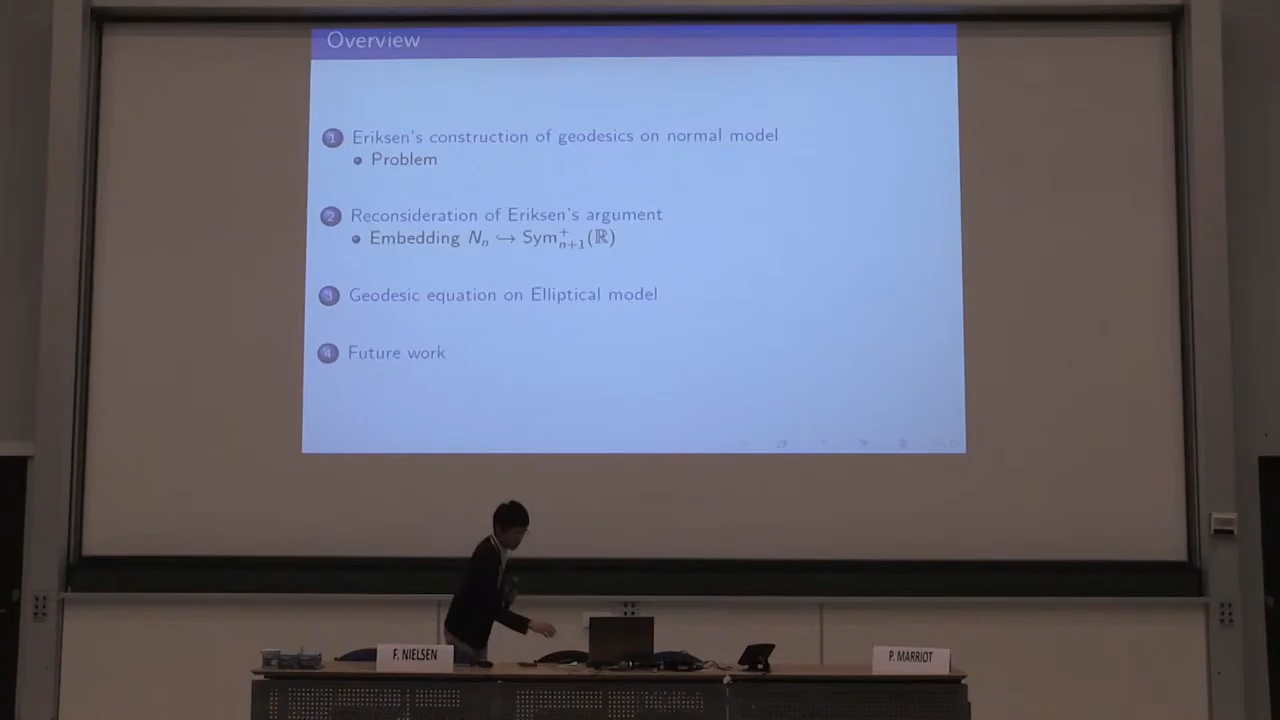 Overview
1 Eriksen's construction of geodesics on normal model
• Problem
2 Reconsideration of Eriksen's argument
• Embedding Nₙ ↪ Sym⁺ₙ₊₁(ℝ)
3 Geodesic equation on Elliptical model
4 Future work
F. NIELSEN
P. MARRIOT